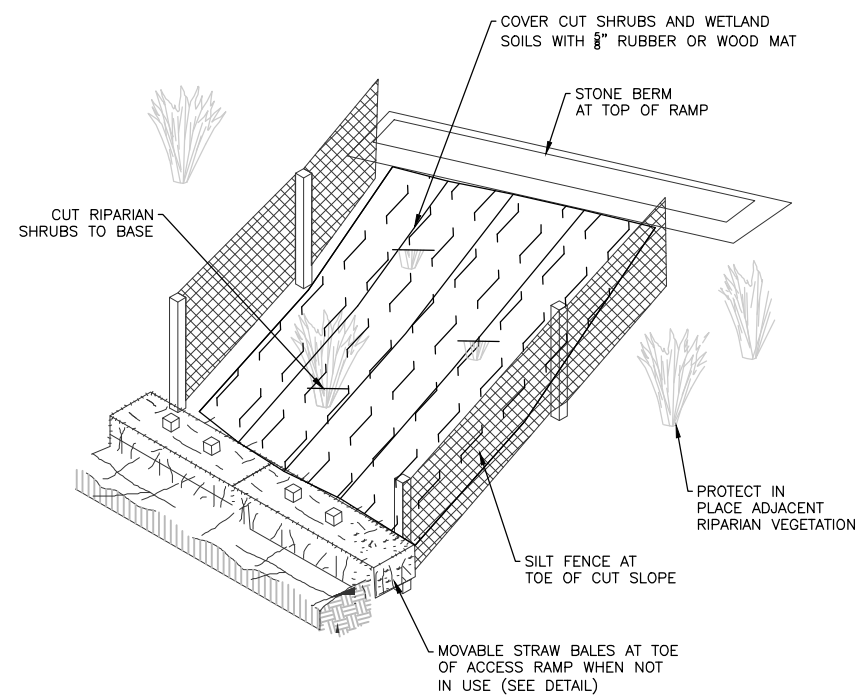 COVER CUT SHRUBS AND WETLAND
SOILS WITH 5/8" RUBBER OR WOOD MAT
STONE BERM
AT TOP OF RAMP
CUT RIPARIAN
SHRUBS TO BASE
PROTECT IN
PLACE ADJACENT
RIPARIAN VEGETATION
SILT FENCE AT
TOE OF CUT SLOPE
MOVABLE STRAW BALES AT TOE
OF ACCESS RAMP WHEN NOT
IN USE (SEE DETAIL)